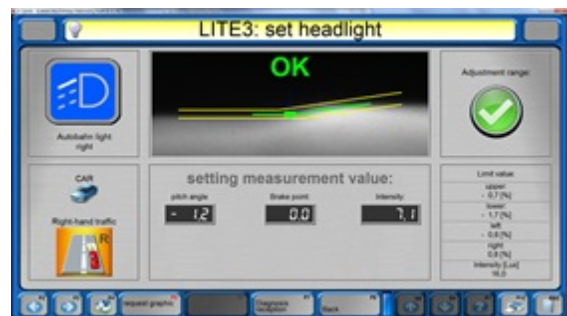 LITE3: set headlight
OK
Autobahn light
right
Adjustment range:
CAR
Right-hand traffic
R
setting measurement value:
pitch angle
Brake point
Intensity
- 1.2
0.0
7.1
Limit value
upper
- 0,7 [%]
lower
- 1,7 [%]
left
- 0,8 [%]
right
0,8 [%]
Intensity [Lux]
16,0
request graphic
Diagnosis
reception
Back